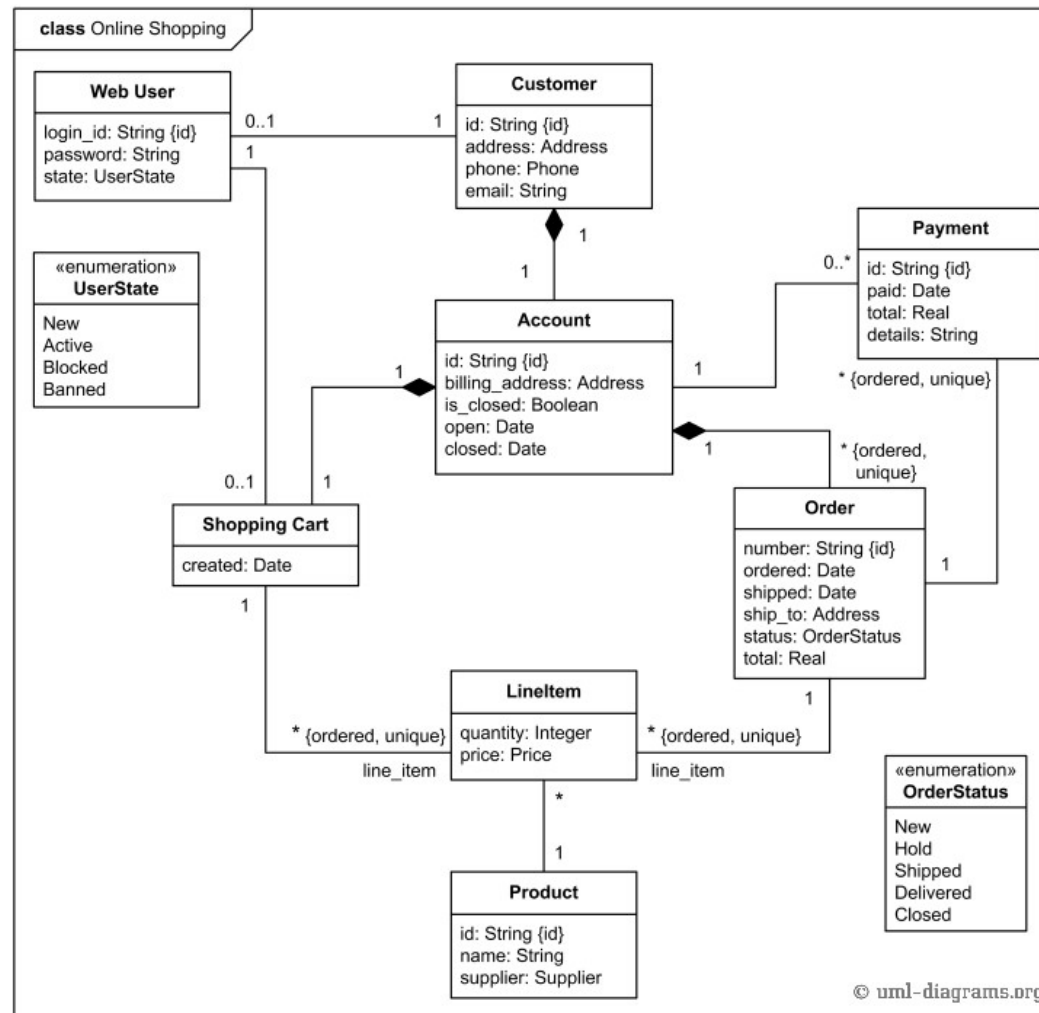 class Online Shopping
Web User
login_id: String {id}
password: String
state: UserState
0..1
1
1
Customer
id: String {id}
address: Address
phone: Phone
email: String
1
1
«enumeration»
UserState
New
Active
Blocked
Banned
Payment
id: String {id}
paid: Date
total: Real
details: String
0..*
Account
id: String {id}
billing_address: Address
is_closed: Boolean
open: Date
closed: Date
1
1
1
* {ordered, unique}
* {ordered,
unique}
0..1
1
Shopping Cart
created: Date
1
Order
number: String {id}
ordered: Date
shipped: Date
ship_to: Address
status: OrderStatus
total: Real
1
1
LineItem
quantity: Integer
price: Price
* {ordered, unique}
line_item
* {ordered, unique}
line_item
*
1
Product
id: String {id}
name: String
supplier: Supplier
«enumeration»
OrderStatus
New
Hold
Shipped
Delivered
Closed
© uml-diagrams.org